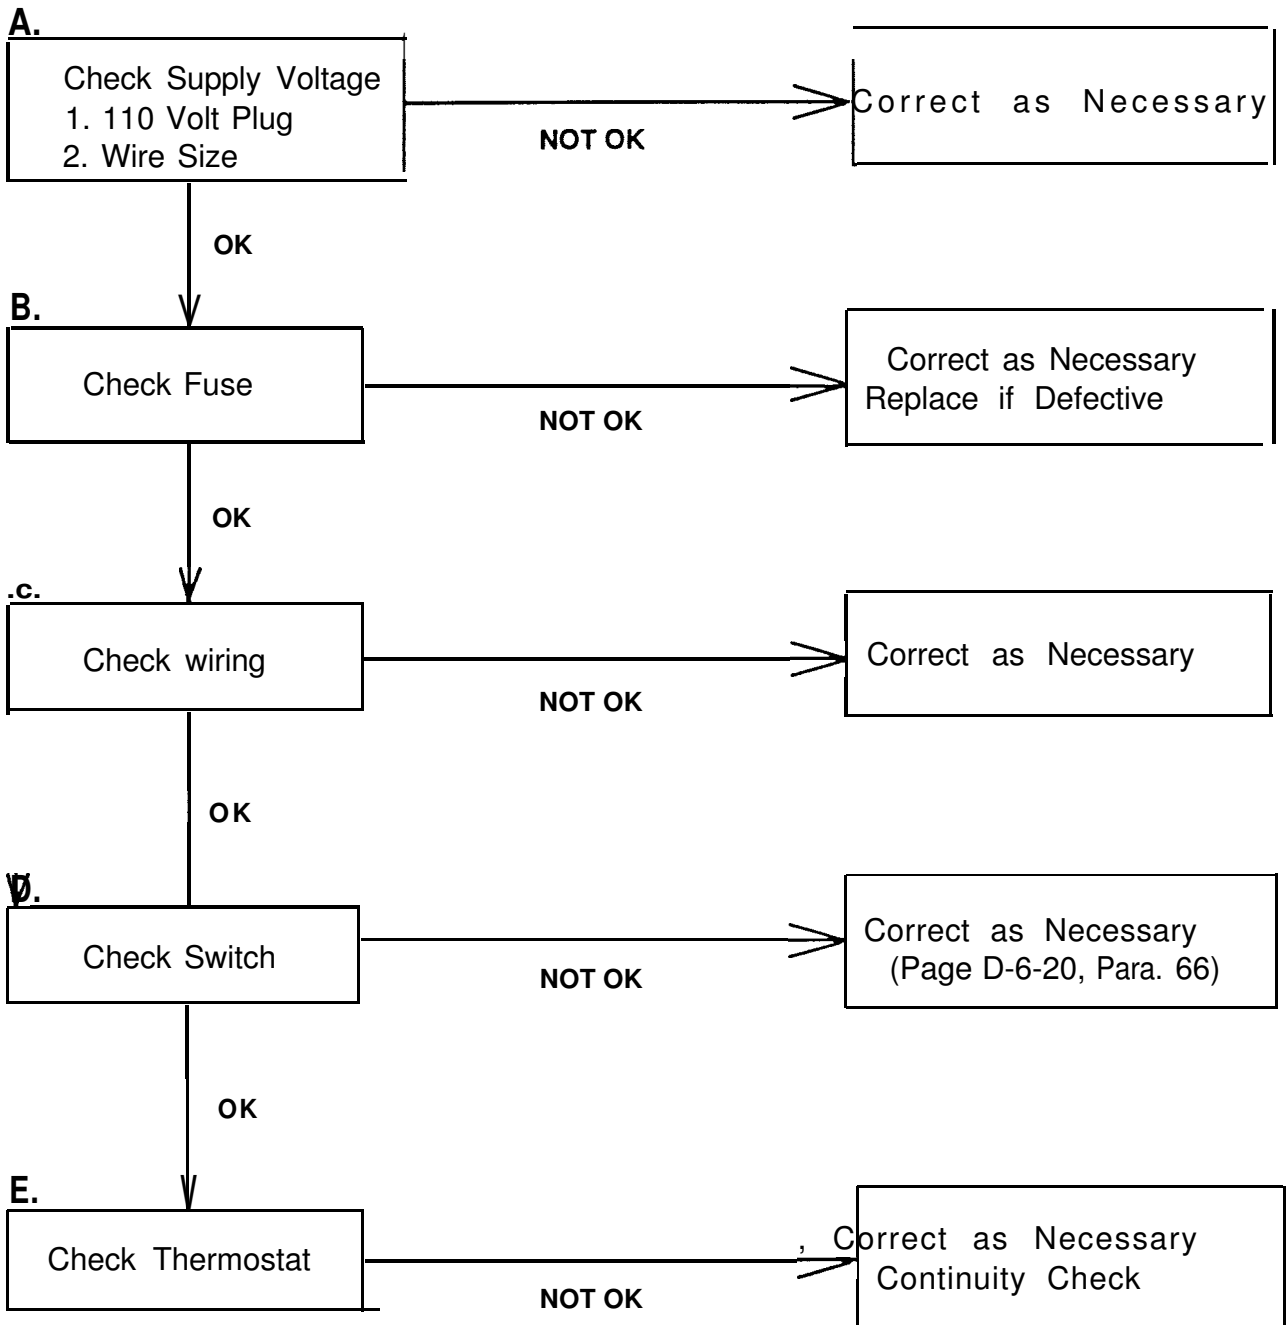 A.
Check Supply Voltage
1. 110 Volt Plug
2. Wire Size
NOT OK
Correct as Necessary
OK
B.
Check Fuse
NOT OK
Correct as Necessary
Replace if Defective
OK
.c.
Check wiring
NOT OK
Correct as Necessary
OK
D.
Check Switch
NOT OK
Correct as Necessary
(Page D-6-20, Para. 66)
OK
E.
Check Thermostat
NOT OK
, Correct as Necessary
Continuity Check